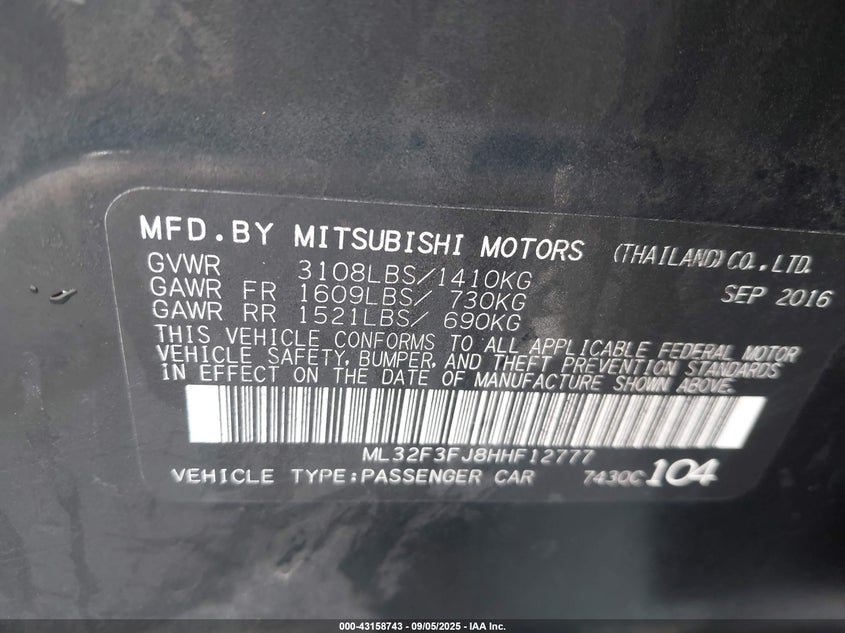 MFD.BY MITSUBISHI MOTORS (THAILAND) CO.,LTD.
GVWR 3108LBS/1410KG SEP 2016
GAWR FR 1609LBS/ 730KG
GAWR RR 1521LBS/ 690KG
THIS VEHICLE CONFORMS TO ALL APPLICABLE FEDERAL MOTOR
VEHICLE SAFETY, BUMPER, AND THEFT PREVENTION STANDARDS
IN EFFECT ON THE DATE OF MANUFACTURE SHOWN ABOVE.
ML32F3FJ8HHF12777
VEHICLE TYPE:PASSENGER CAR 7430C104
000-43158743 - 09/05/2025 - IAA Inc.